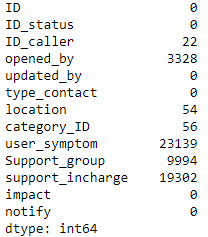 ID 0
ID_status 0
ID_caller 22
opened_by 3328
updated_by 0
type_contact 0
location 54
category_ID 56
user_symptom 23139
Support_group 9994
support_incharge 19302
impact 0
notify 0
dtype: int64